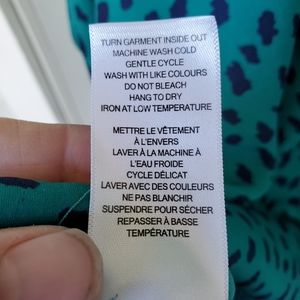 TURN GARMENT INSIDE OUT
MACHINE WASH COLD
GENTLE CYCLE
WASH WITH LIKE COLOURS
DO NOT BLEACH
HANG TO DRY
IRON AT LOW TEMPERATURE
METTRE LE VÊTEMENT
À L'ENVERS
LAVER À LA MACHINE À
L'EAU FROIDE
CYCLE DÉLICAT
LAVER AVEC DES COULEURS
NE PAS BLANCHIR
SUSPENDRE POUR SÉCHER
REPASSER À BASSE
TEMPÉRATURE